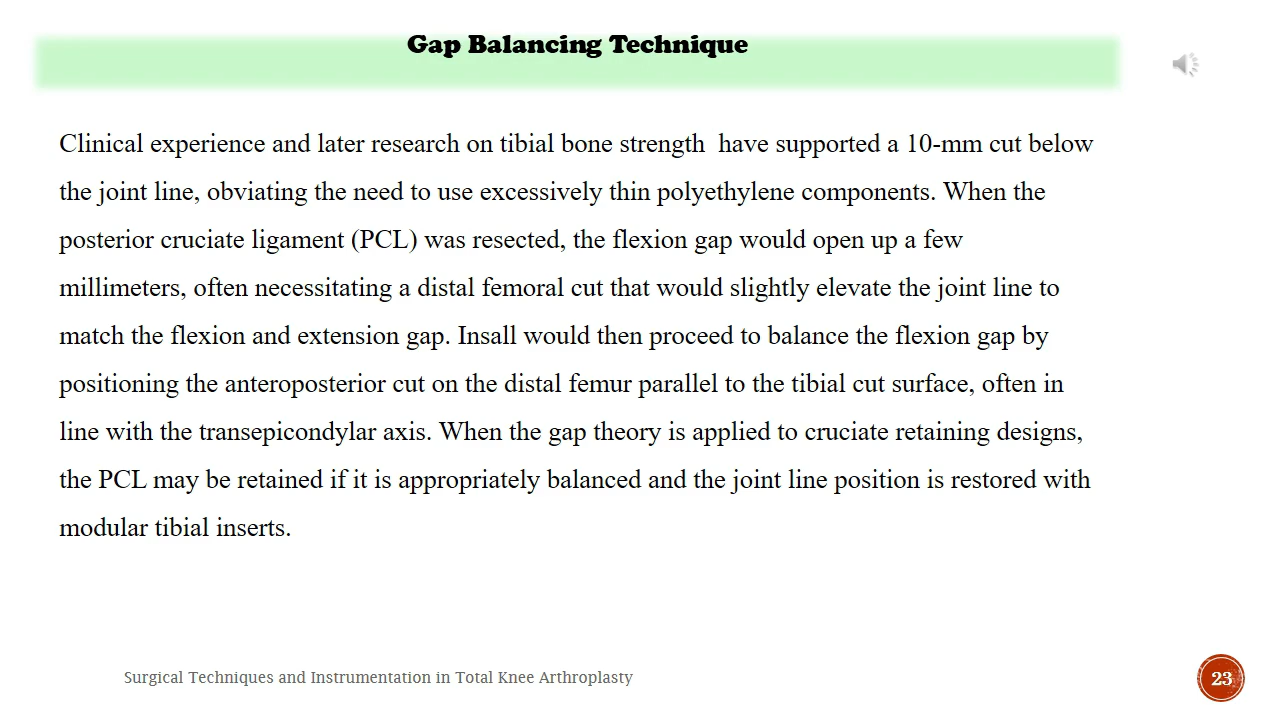 Gap Balancing Technique
Clinical experience and later research on tibial bone strength  have supported a 10-mm cut below
the joint line, obviating the need to use excessively thin polyethylene components. When the
posterior cruciate ligament (PCL) was resected, the flexion gap would open up a few
millimeters, often necessitating a distal femoral cut that would slightly elevate the joint line to
match the flexion and extension gap. Insall would then proceed to balance the flexion gap by
positioning the anteroposterior cut on the distal femur parallel to the tibial cut surface, often in
line with the transepicondylar axis. When the gap theory is applied to cruciate retaining designs,
the PCL may be retained if it is appropriately balanced and the joint line position is restored with
modular tibial inserts.
Surgical Techniques and Instrumentation in Total Knee Arthroplasty
23